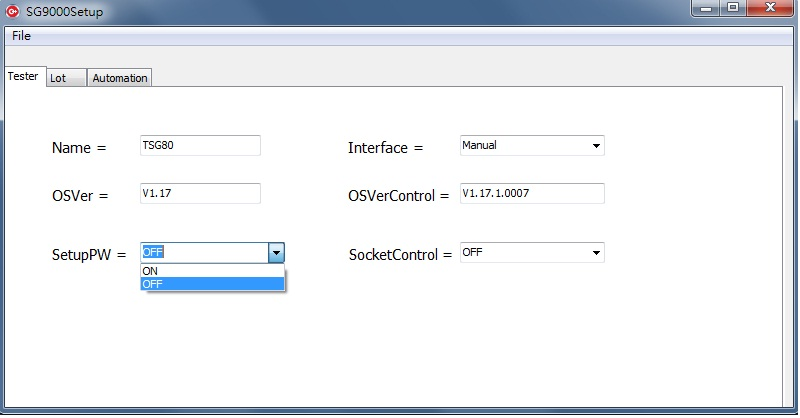 SG9000Setup
File
Tester Lot Automation
Name = TSG80 Interface = Manual
OSVer = V1.17 OSVerControl = V1.17.1.0007
SetupPW = OFF SocketControl = OFF
ON
OFF